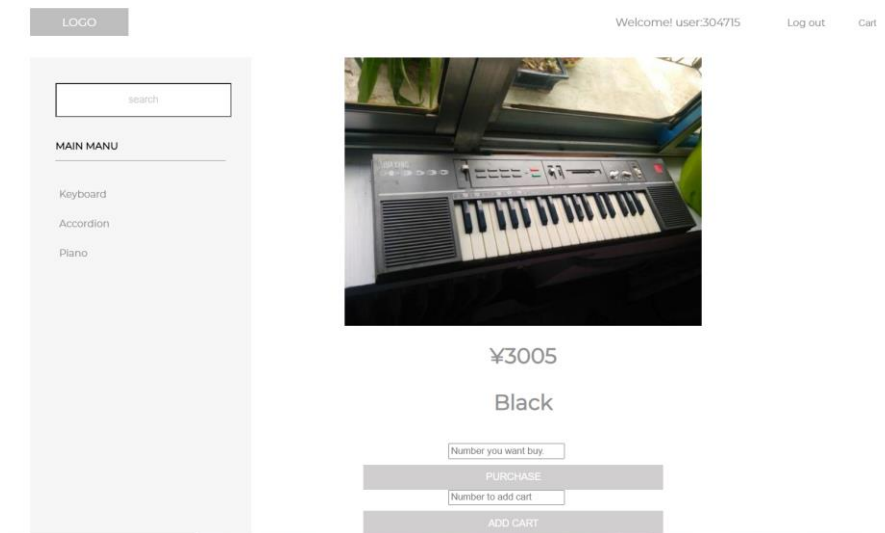 LOGO
Welcome! user:304715
Log out
Cart
search
MAIN MANU
Keyboard
Accordion
Piano
¥3005
Black
Number you want buy.
PURCHASE
Number to add cart
ADD CART